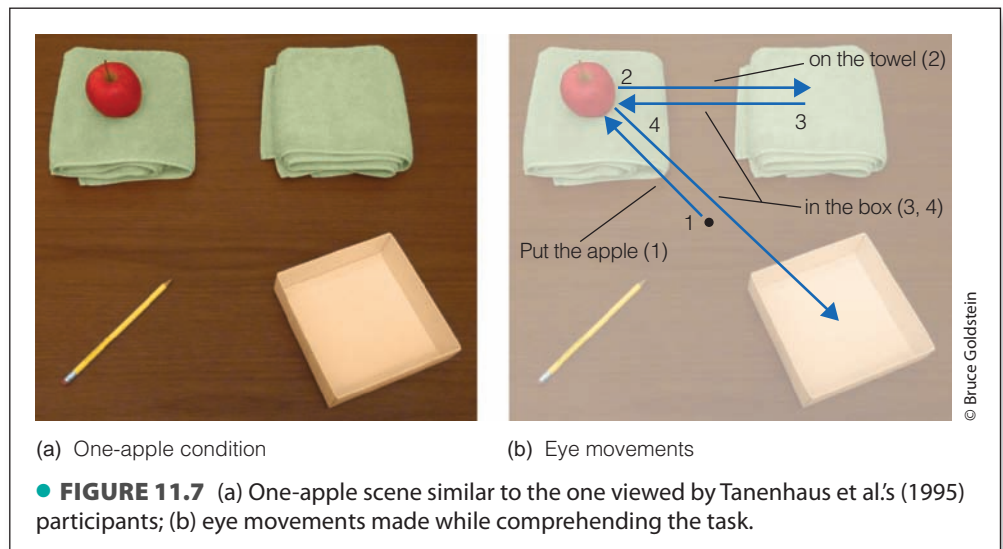 on the towel (2)
2
3
4
in the box (3, 4)
1
Put the apple (1)
© Bruce Goldstein
(a) One-apple condition
(b) Eye movements
● FIGURE 11.7 (a) One-apple scene similar to the one viewed by Tanenhaus et al.’s (1995)
participants; (b) eye movements made while comprehending the task.